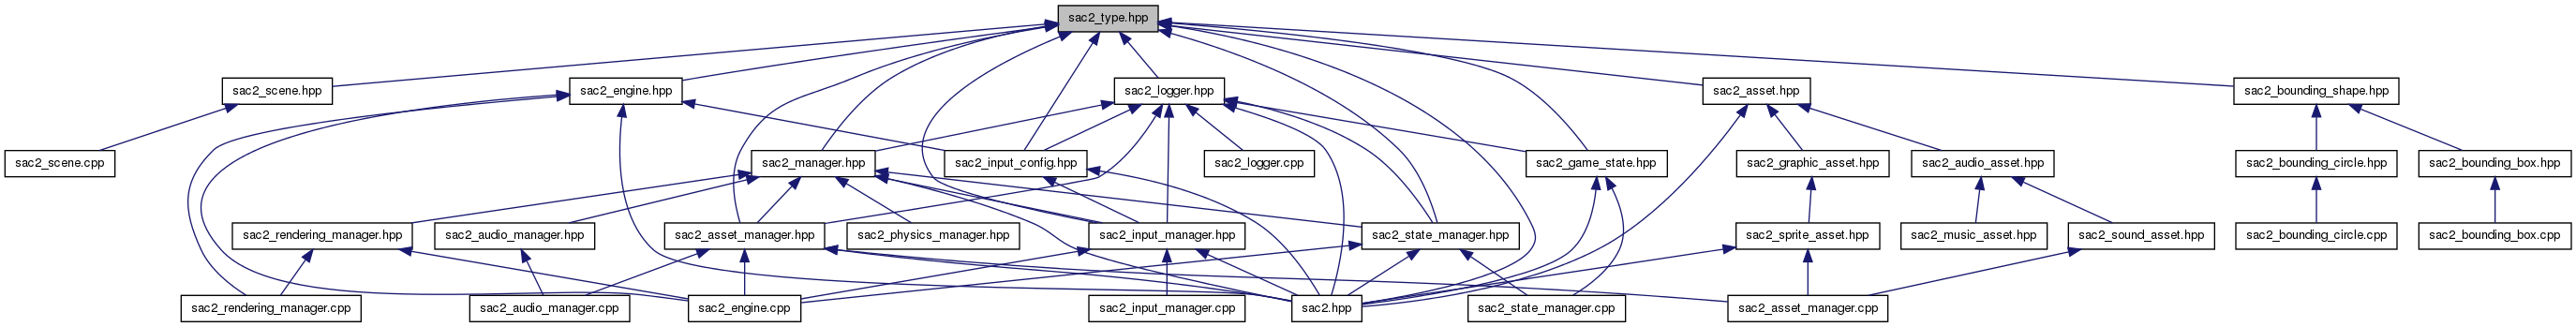 sac2_type.hpp
sac2_scene.hpp
sac2_engine.hpp
sac2_logger.hpp
sac2_asset.hpp
sac2_bounding_shape.hpp
sac2_scene.cpp
sac2_manager.hpp
sac2_input_config.hpp
sac2_logger.cpp
sac2_game_state.hpp
sac2_graphic_asset.hpp
sac2_audio_asset.hpp
sac2_bounding_circle.hpp
sac2_bounding_box.hpp
sac2_rendering_manager.hpp
sac2_audio_manager.hpp
sac2_asset_manager.hpp
sac2_physics_manager.hpp
sac2_input_manager.hpp
sac2_state_manager.hpp
sac2_sprite_asset.hpp
sac2_music_asset.hpp
sac2_sound_asset.hpp
sac2_bounding_circle.cpp
sac2_bounding_box.cpp
sac2_rendering_manager.cpp
sac2_audio_manager.cpp
sac2_engine.cpp
sac2_input_manager.cpp
sac2.hpp
sac2_state_manager.cpp
sac2_asset_manager.cpp